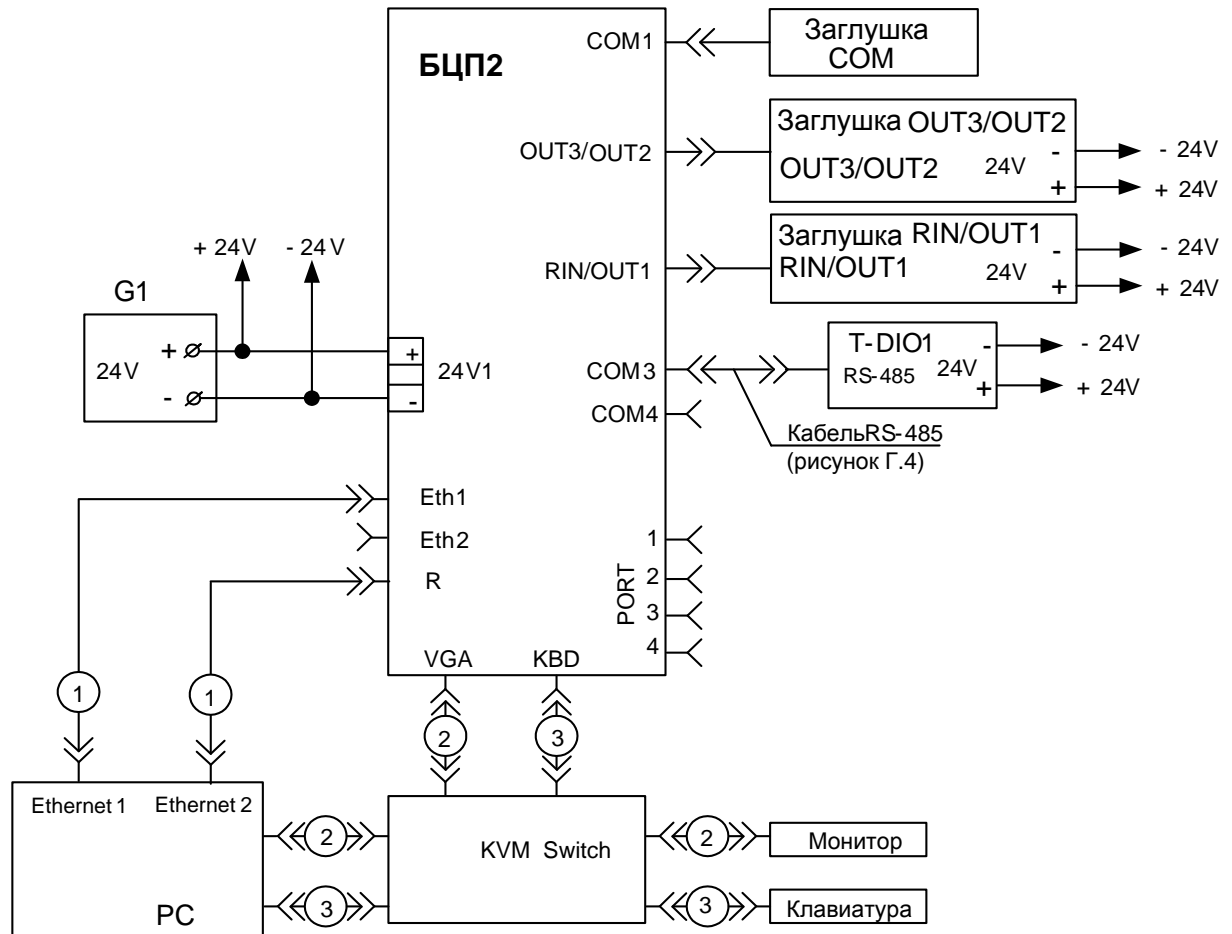 БЦП2
COM1
Заглушка
COM
OUT3/OUT2
Заглушка OUT3/OUT2
OUT3/OUT2
24V
-
+
- 24V
+ 24V
RIN/OUT1
Заглушка RIN/OUT1
RIN/OUT1
24V
-
+
- 24V
+ 24V
+ 24V
- 24V
G1
24V
+
-
+
-
24V1
COM3
T-DIO1
RS-485
24V
-
+
- 24V
+ 24V
COM4
КабельRS-485
(рисунок Г.4)
Eth1
Eth2
R
PORT
1
2
3
4
VGA
KBD
1
1
2
3
Ethernet 1
Ethernet 2
PC
2
3
KVM Switch
2
Монитор
3
Клавиатура